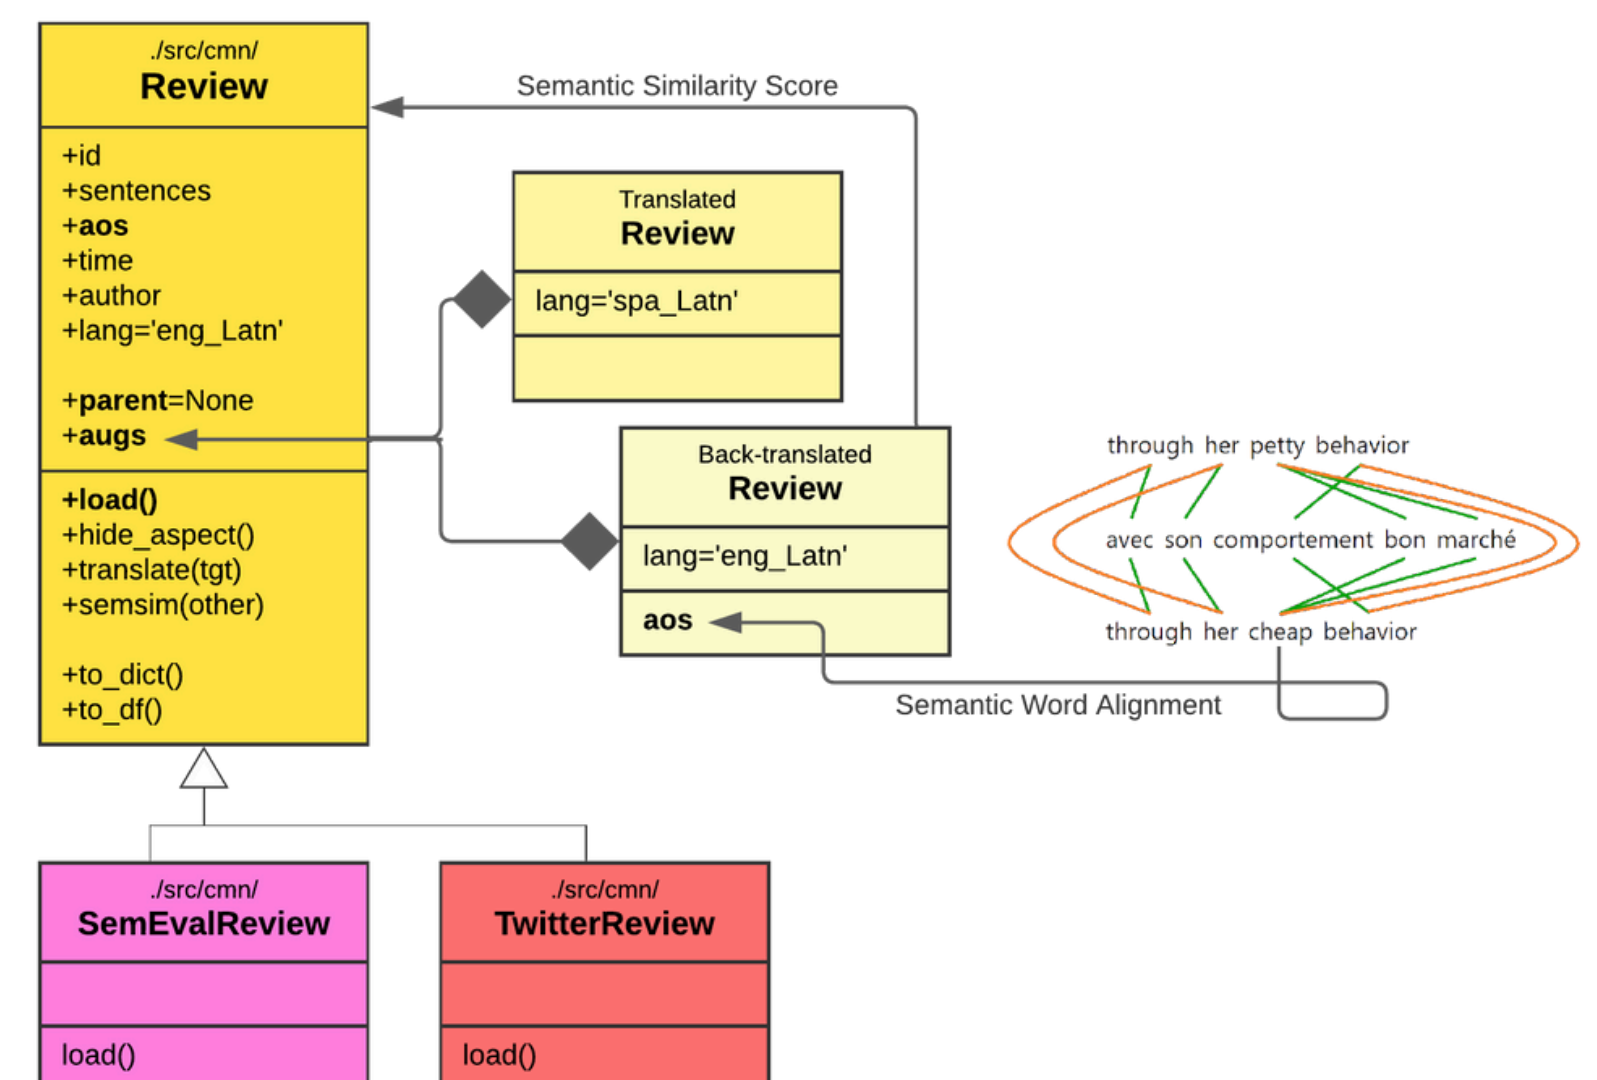 ./src/cmn/
Review
+id
+sentences
+aos
+time
+author
+lang='eng_Latn'
+parent=None
+augs
+load()
+hide_aspect()
+translate(tgt)
+semsim(other)
+to_dict()
+to_df()
Semantic Similarity Score
Translated
Review
lang='spa_Latn'
Back-translated
Review
lang='eng_Latn'
aos
through her petty behavior
avec son comportement bon marché
through her cheap behavior
Semantic Word Alignment
./src/cmn/
SemEvalReview
load()
./src/cmn/
TwitterReview
load()